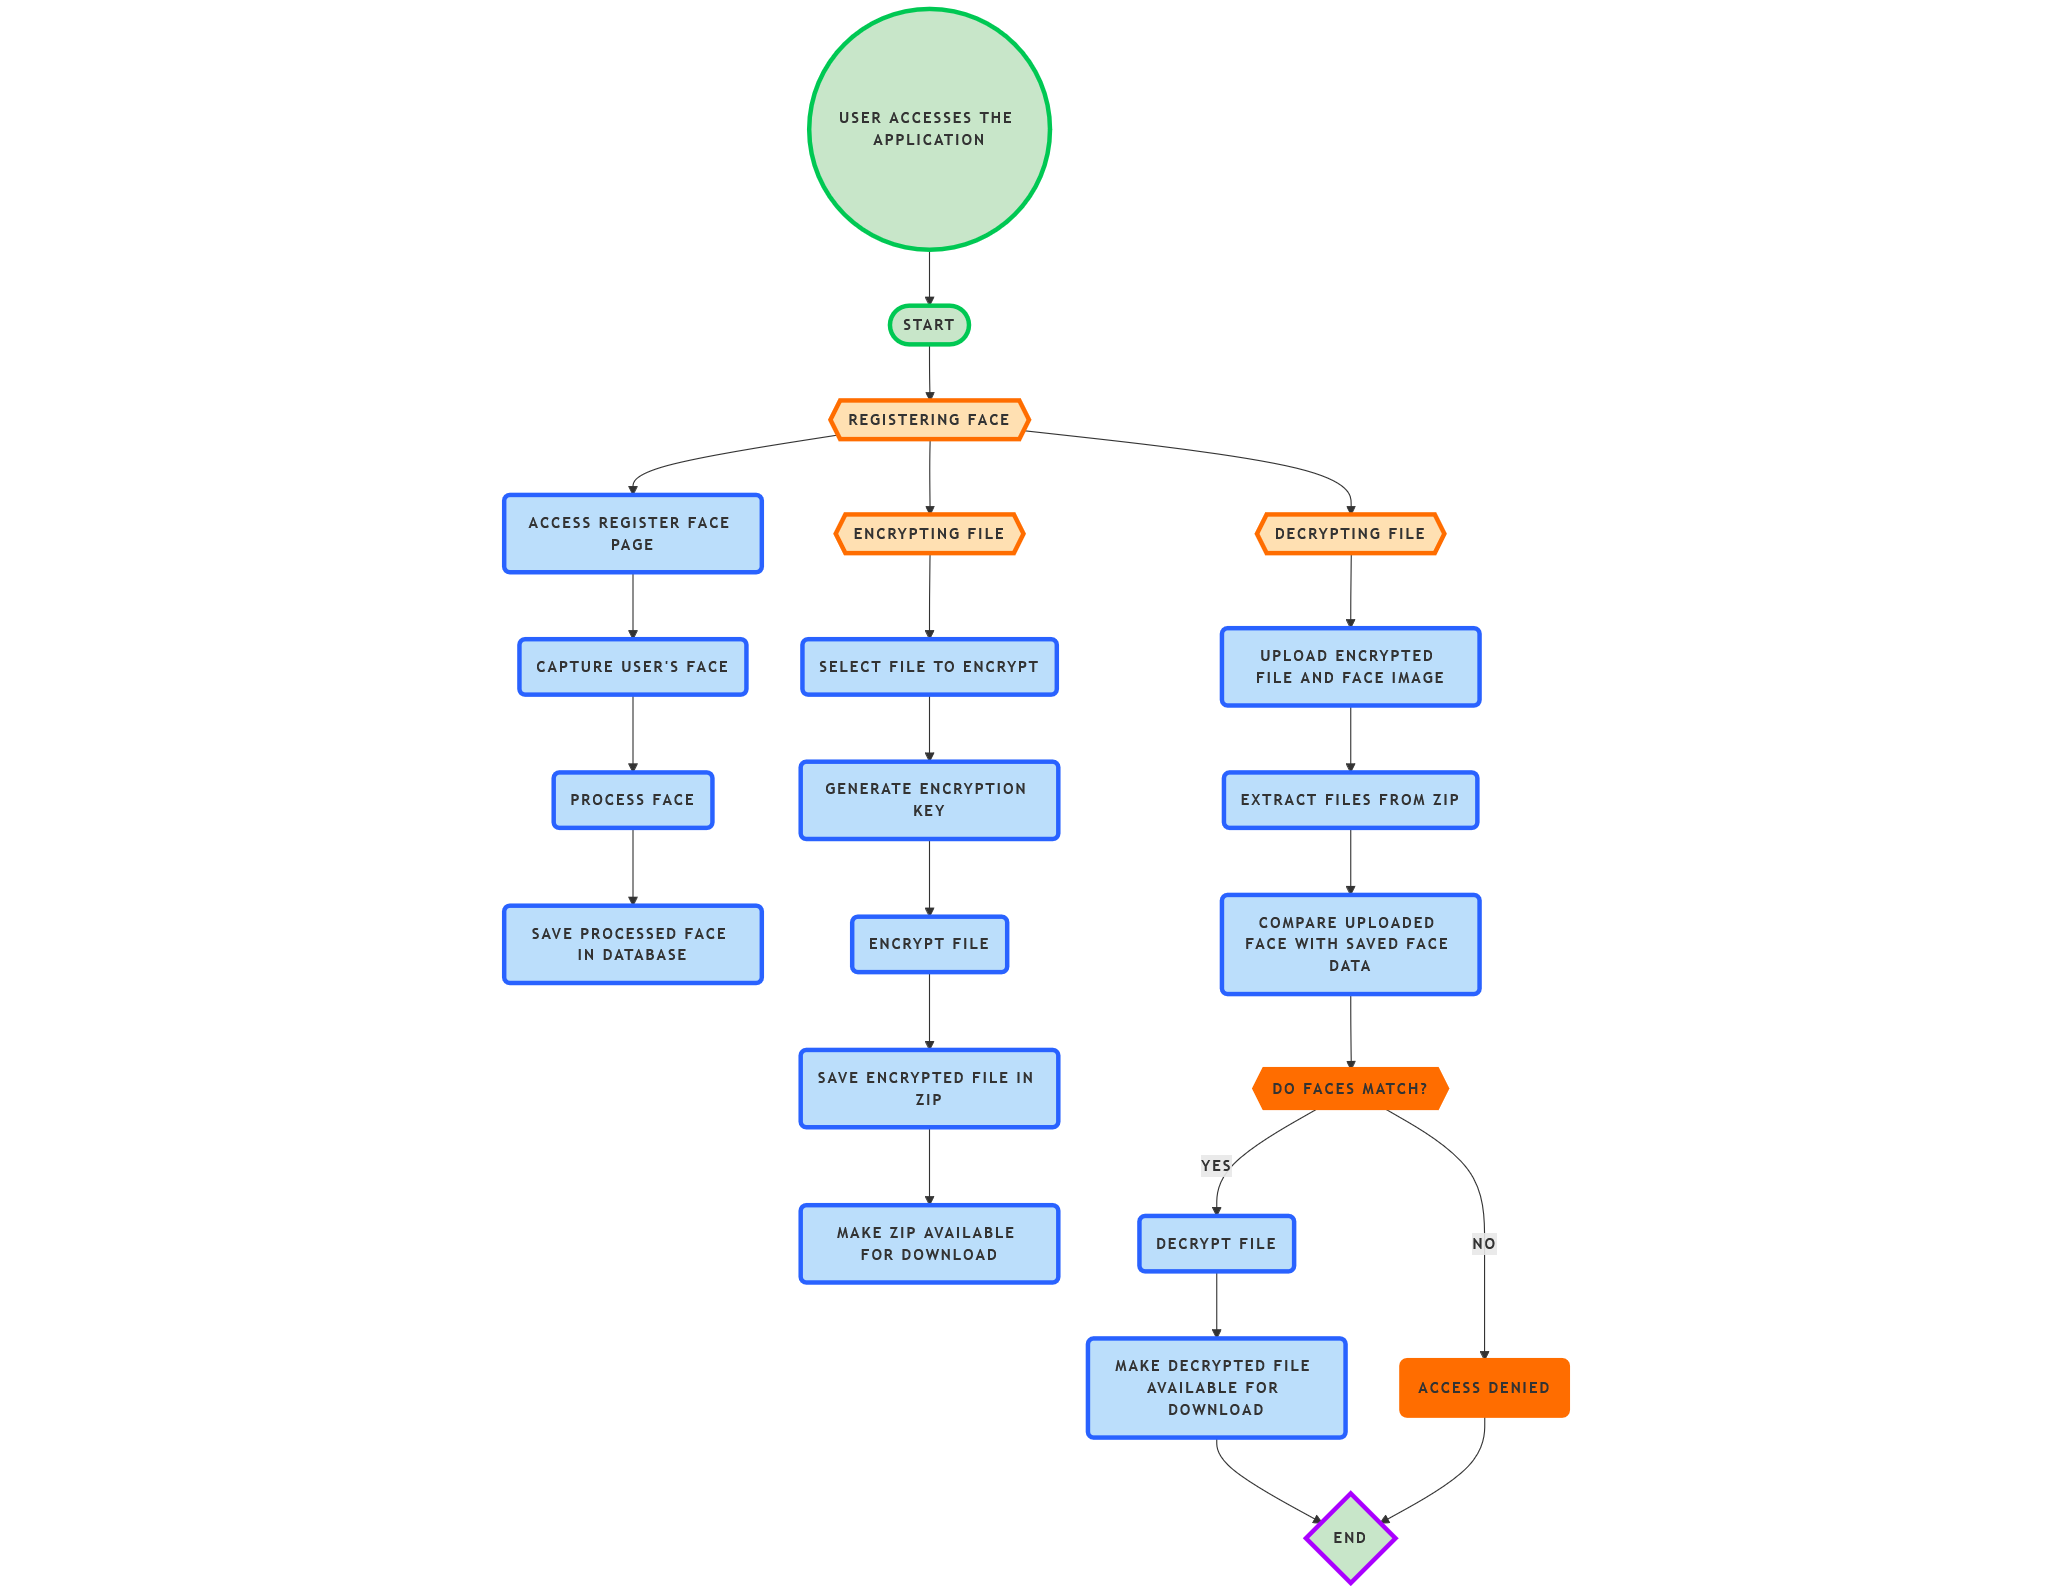 USER ACCESSES THE
APPLICATION
START
REGISTERING FACE
ACCESS REGISTER FACE
PAGE
ENCRYPTING FILE
DECRYPTING FILE
CAPTURE USER'S FACE
SELECT FILE TO ENCRYPT
UPLOAD ENCRYPTED
FILE AND FACE IMAGE
PROCESS FACE
GENERATE ENCRYPTION
KEY
EXTRACT FILES FROM ZIP
SAVE PROCESSED FACE
IN DATABASE
ENCRYPT FILE
COMPARE UPLOADED
FACE WITH SAVED FACE
DATA
SAVE ENCRYPTED FILE IN
ZIP
DO FACES MATCH?
YES
MAKE ZIP AVAILABLE
FOR DOWNLOAD
DECRYPT FILE
NO
MAKE DECRYPTED FILE
AVAILABLE FOR
DOWNLOAD
ACCESS DENIED
END